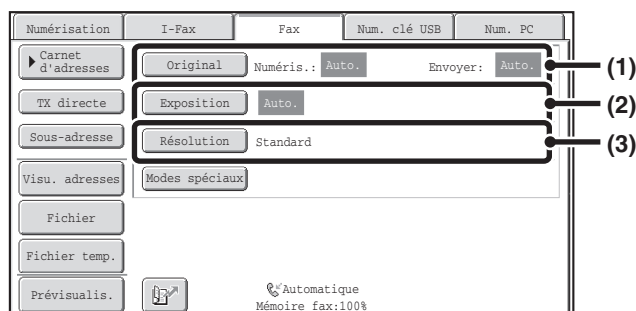 Numérisation I-Fax Fax Num. clé USB Num. PC
Carnet d'adresses
Original Numéris.: Auto. Envoyer: Auto. (1)
TX directe Exposition Auto. (2)
Sous-adresse Résolution Standard (3)
Visu. adresses Modes spéciaux
Fichier
Fichier temp.
Prévisualis. Automatique
Mémoire fax:100%